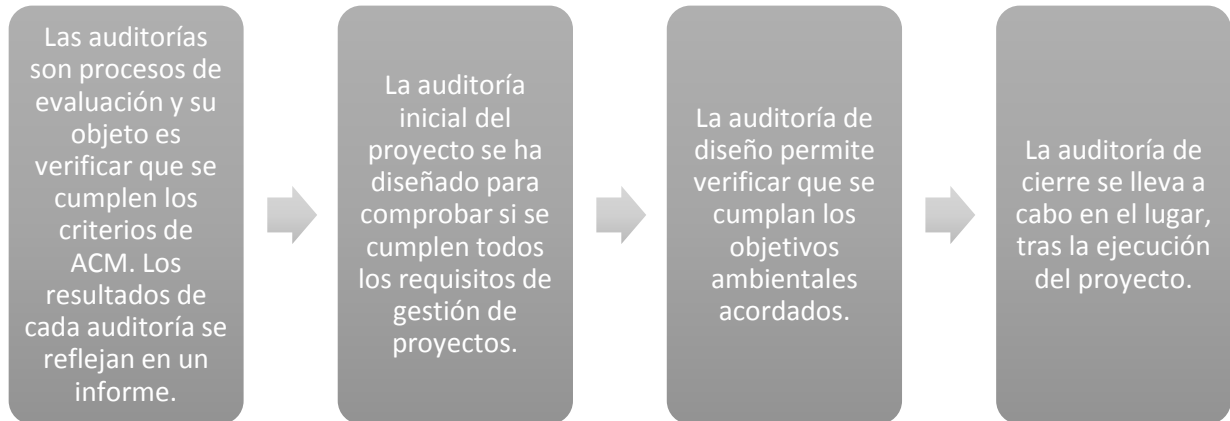 Las auditorías
son procesos de
evaluación y su
objeto es
verificar que se
cumplen los
criterios de
ACM. Los
resultados de
cada auditoría se
reflejan en un
informe.
La auditoría
inicial del
proyecto se ha
diseñado para
comprobar si se
cumplen todos
los requisitos de
gestión de
proyectos.
La auditoría de
diseño permite
verificar que se
cumplan los
objetivos
ambientales
acordados.
La auditoría de
cierre se lleva a
cabo en el lugar,
tras la ejecución
del proyecto.